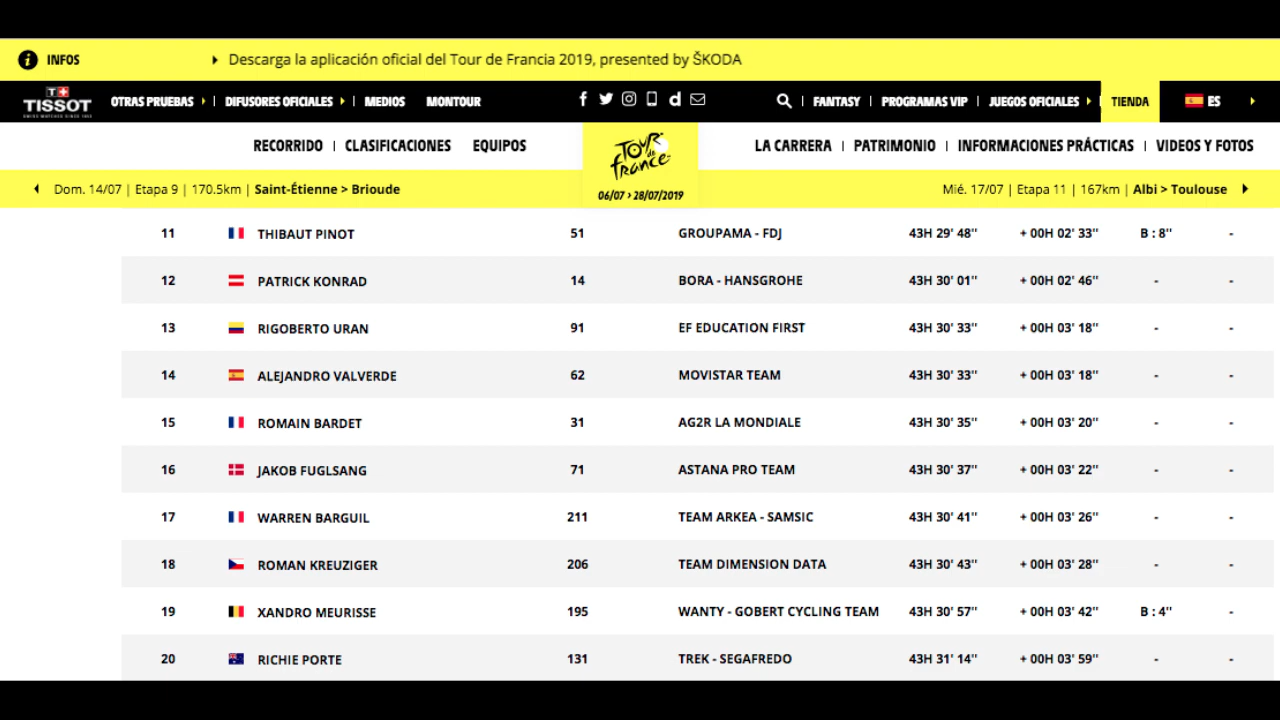 i INFOS Descarga la aplicación oficial del Tour de Francia 2019, presented by ŠKODA
T+
TISSOT OTRAS PRUEBAS | DIFUSORES OFICIALES | MEDIOS MONTOUR FANTASY | PROGRAMAS VIP | JUEGOS OFICIALES | TIENDA ES
RECORRIDO | CLASIFICACIONES EQUIPOS TOUR de france LA CARRERA | PATRIMONIO | INFORMACIONES PRÁCTICAS | VIDEOS Y FOTOS
06/07 > 28/07/2019
Dom. 14/07 | Etapa 9 | 170.5km | Saint-Étienne > Brioude Mié. 17/07 | Etapa 11 | 167km | Albi > Toulouse
11 THIBAUT PINOT 51 GROUPAMA - FDJ 43H 29' 48'' + 00H 02' 33'' B : 8'' -
12 PATRICK KONRAD 14 BORA - HANSGROHE 43H 30' 01'' + 00H 02' 46'' - -
13 RIGOBERTO URAN 91 EF EDUCATION FIRST 43H 30' 33'' + 00H 03' 18'' - -
14 ALEJANDRO VALVERDE 62 MOVISTAR TEAM 43H 30' 33'' + 00H 03' 18'' - -
15 ROMAIN BARDET 31 AG2R LA MONDIALE 43H 30' 35'' + 00H 03' 20'' - -
16 JAKOB FUGLSANG 71 ASTANA PRO TEAM 43H 30' 37'' + 00H 03' 22'' - -
17 WARREN BARGUIL 211 TEAM ARKEA - SAMSIC 43H 30' 41'' + 00H 03' 26'' - -
18 ROMAN KREUZIGER 206 TEAM DIMENSION DATA 43H 30' 43'' + 00H 03' 28'' - -
19 XANDRO MEURISSE 195 WANTY - GOBERT CYCLING TEAM 43H 30' 57'' + 00H 03' 42'' B : 4'' -
20 RICHIE PORTE 131 TREK - SEGAFREDO 43H 31' 14'' + 00H 03' 59'' - -